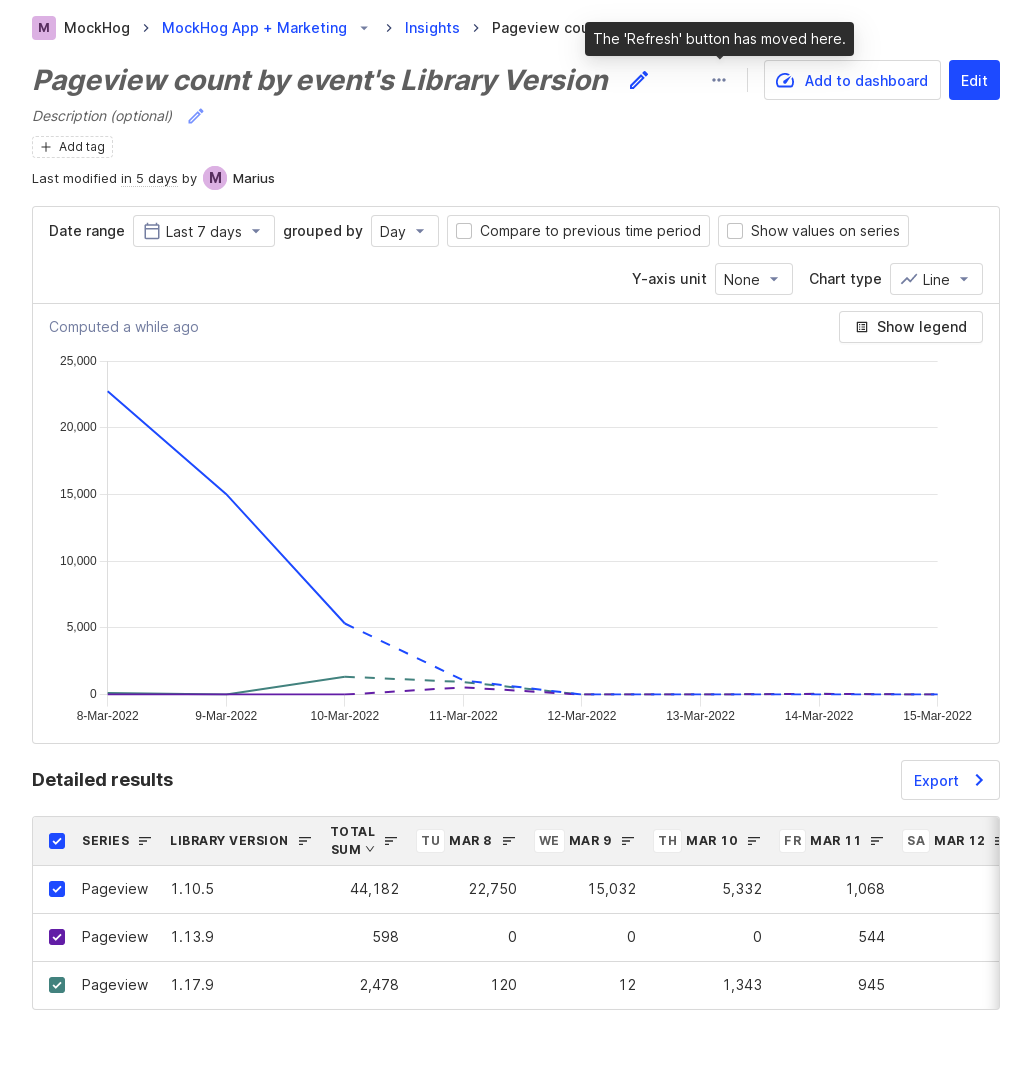 M MockHog > MockHog App + Marketing > Insights > Pageview cou
The 'Refresh' button has moved here.
Pageview count by event's Library Version
Add to dashboard
Edit
Description (optional)
+ Add tag
Last modified in 5 days by M Marius
Date range Last 7 days grouped by Day Compare to previous time period Show values on series
Y-axis unit None Chart type Line
Computed a while ago Show legend
25,000
20,000
15,000
10,000
5,000
0
8-Mar-2022 9-Mar-2022 10-Mar-2022 11-Mar-2022 12-Mar-2022 13-Mar-2022 14-Mar-2022 15-Mar-2022
Detailed results Export
SERIES LIBRARY VERSION TOTAL SUM TU MAR 8 WE MAR 9 TH MAR 10 FR MAR 11 SA MAR 12
Pageview 1.10.5 44,182 22,750 15,032 5,332 1,068
Pageview 1.13.9 598 0 0 0 544
Pageview 1.17.9 2,478 120 12 1,343 945